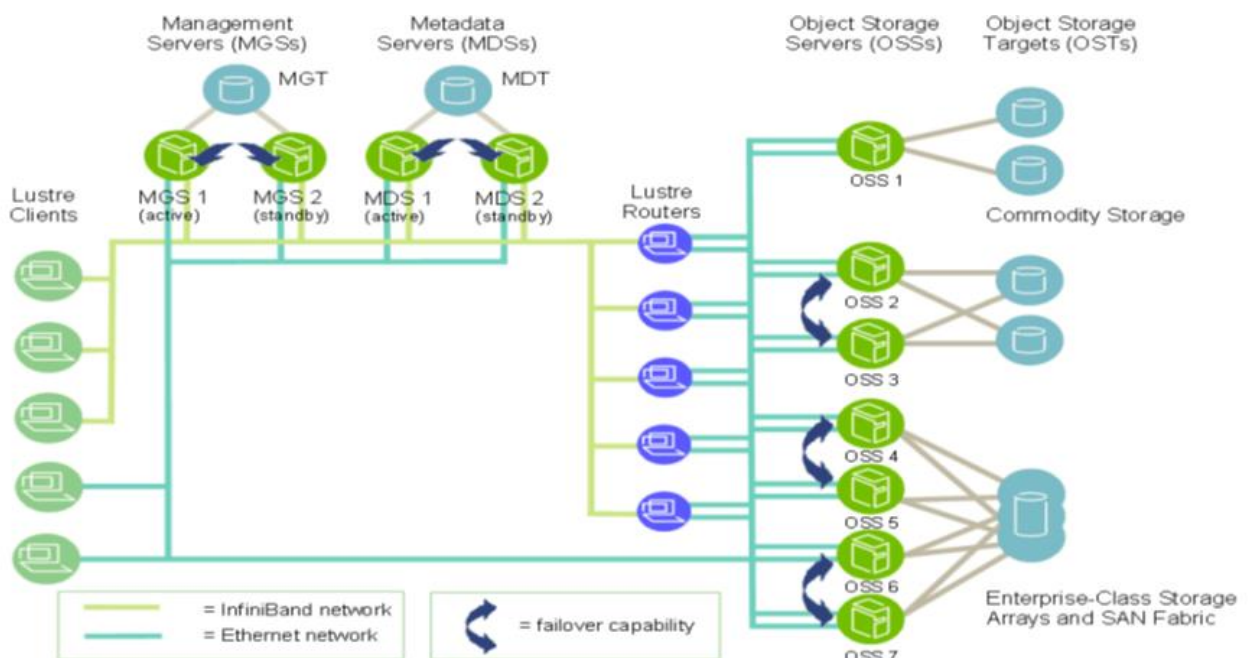 Management
Servers (MGSs)
Metadata
Servers (MDSs)
Object Storage
Servers (OSSs)
Object Storage
Targets (OSTs)
MGT
MDT
Lustre
Clients
MGS 1
(active)
MGS 2
(standby)
MDS 1
(active)
MDS 2
(standby)
Lustre
Routers
OSS 1
Commodity Storage
OSS 2
OSS 3
OSS 4
OSS 5
OSS 6
OSS 7
Enterprise-Class Storage
Arrays and SAN Fabric
= InfiniBand network
= Ethernet network
= failover capability